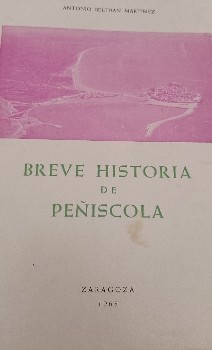 ANTONIO BELTRAN MARTINEZ
BREVE HISTORIA
DE
PEÑISCOLA
ZARAGOZA